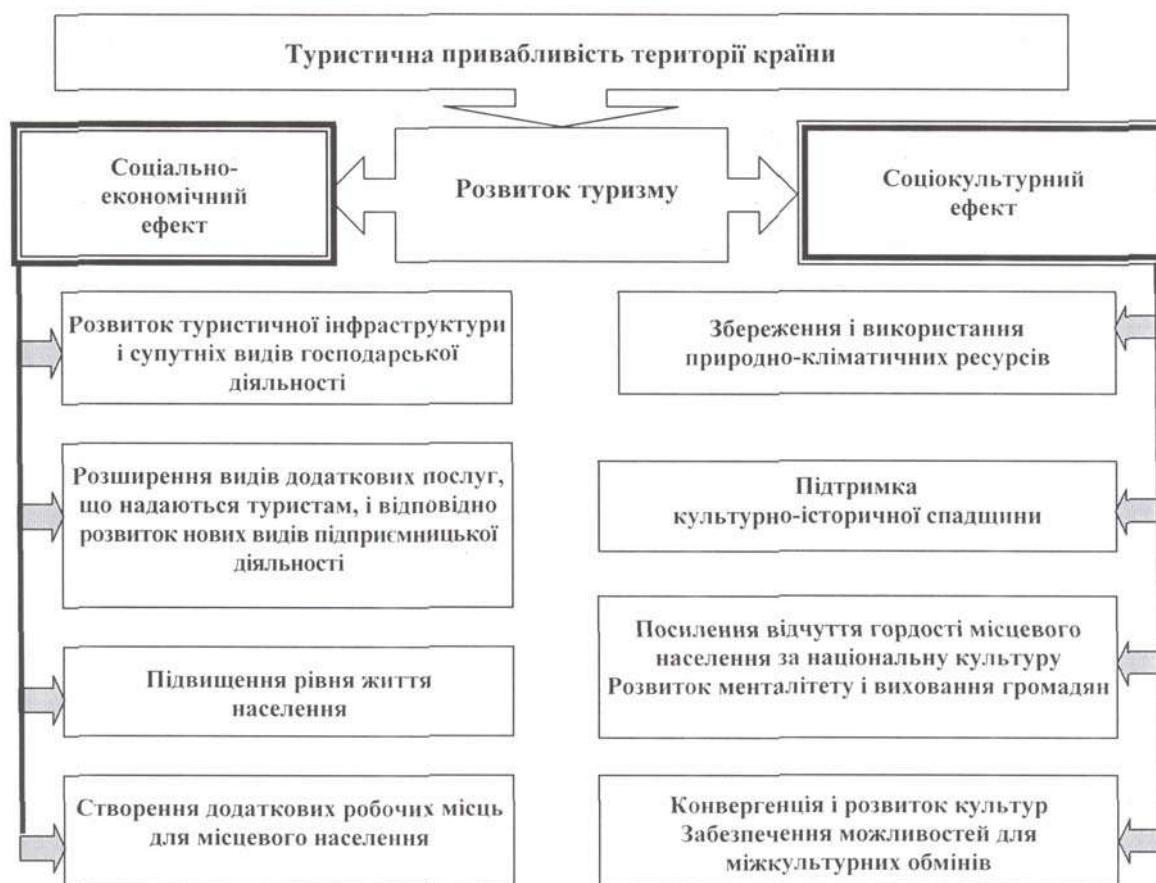 Туристична привабливість території країни
Соціально-
економічний
ефект
Розвиток туризму
Соціокультурний
ефект
Розвиток туристичної інфраструктури
і супутніх видів господарської
діяльності
Розширення видів додаткових послуг,
що надаються туристам, і відповідно
розвиток нових видів підприємницької
діяльності
Підвищення рівня життя
населення
Створення додаткових робочих місць
для місцевого населення
Збереження і використання
природно-кліматичних ресурсів
Підтримка
культурно-історичної спадщини
Посилення відчуття гордості місцевого
населення за національну культуру
Розвиток менталітету і виховання громадян
Конвергенція і розвиток культур
Забезпечення можливостей для
міжкультурних обмінів